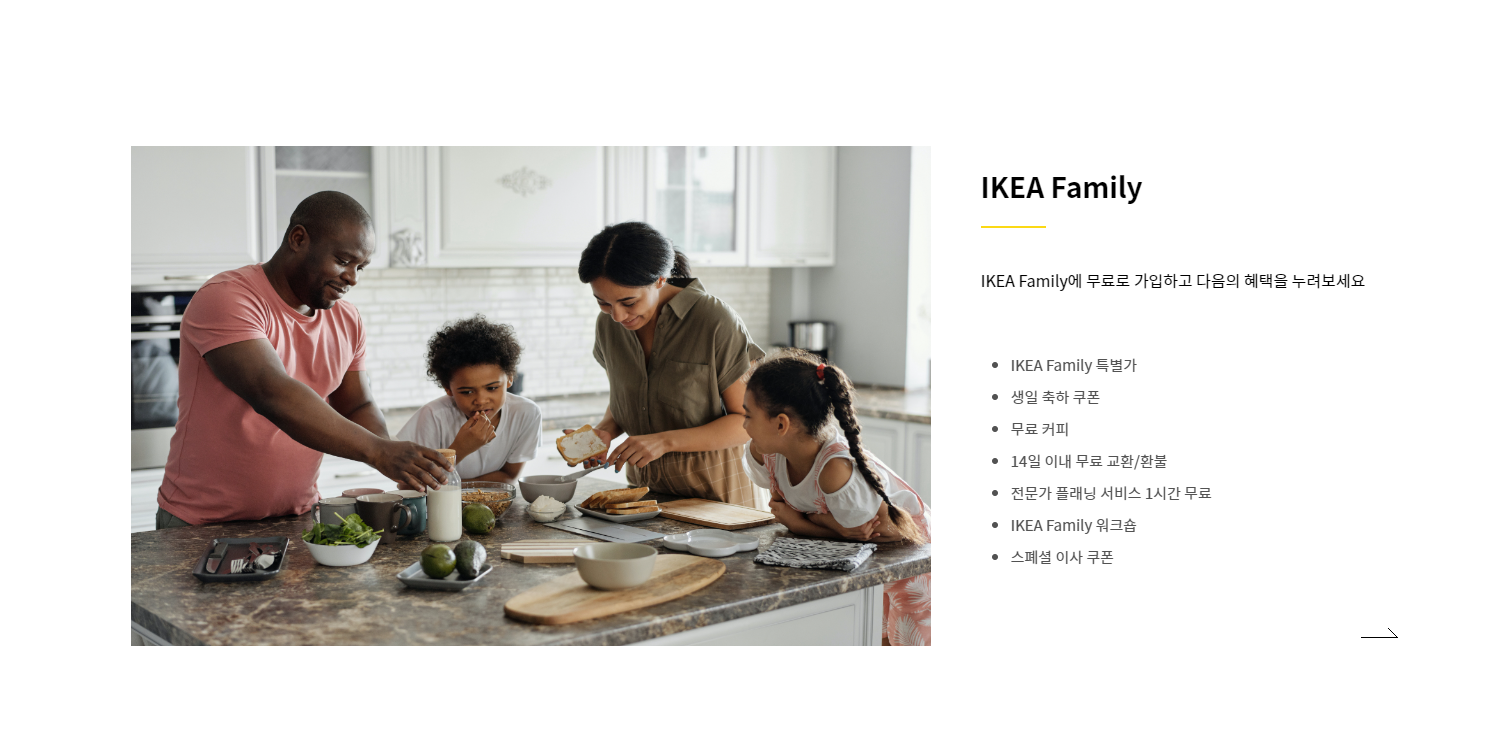 IKEA Family
IKEA Family에 무료로 가입하고 다음의 혜택을 누려보세요
IKEA Family 특별가
생일 축하 쿠폰
무료 커피
14일 이내 무료 교환/환불
전문가 플래닝 서비스 1시간 무료
IKEA Family 워크숍
스폐셜 이사 쿠폰